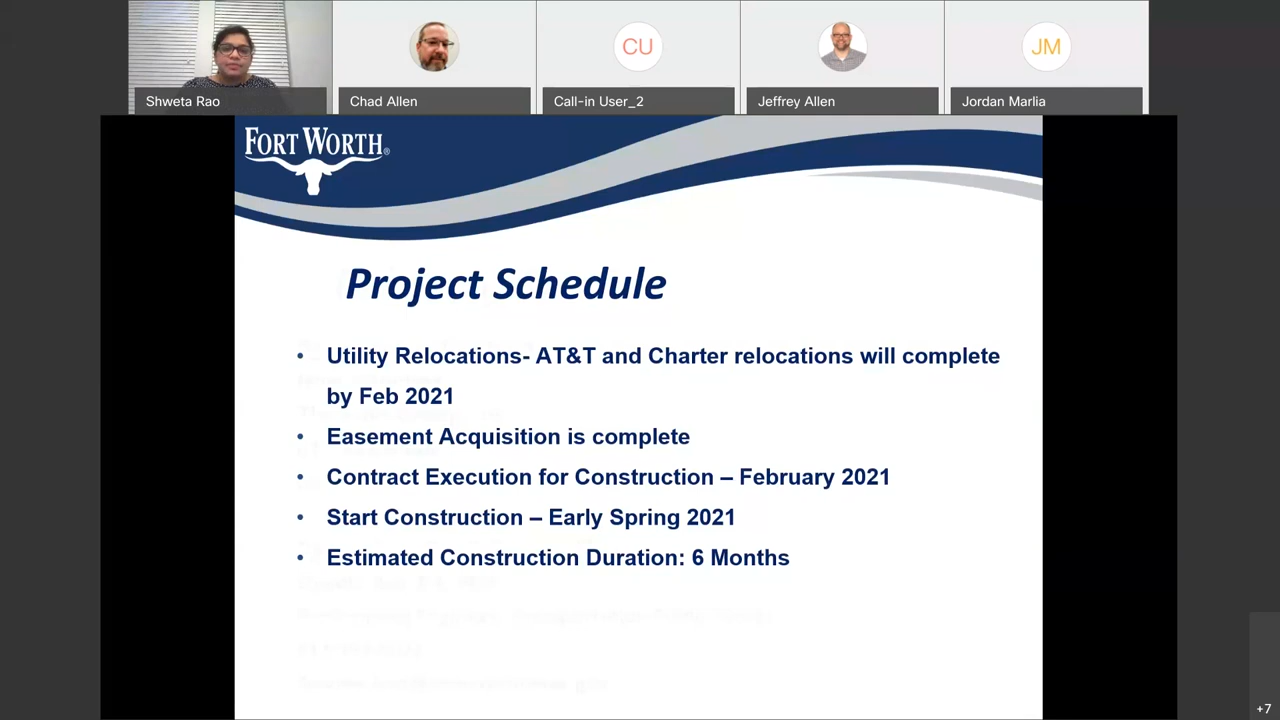 CU
JM
Shweta Rao
Chad Allen
Call-in User_2
Jeffrey Allen
Jordan Marlia
FORT WORTH®
Project Schedule
• Utility Relocations- AT&T and Charter relocations will complete
by Feb 2021
• Easement Acquisition is complete
• Contract Execution for Construction – February 2021
• Start Construction – Early Spring 2021
• Estimated Construction Duration: 6 Months
+7